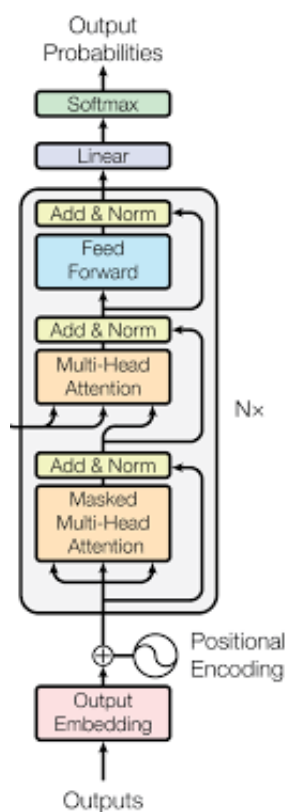 Output
Probabilities
Softmax
Linear
Add & Norm
Feed
Forward
Add & Norm
Multi-Head
Attention
N×
Add & Norm
Masked
Multi-Head
Attention
Positional
Encoding
Output
Embedding
Outputs